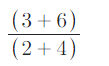 (3 + 6)
(2 + 4)